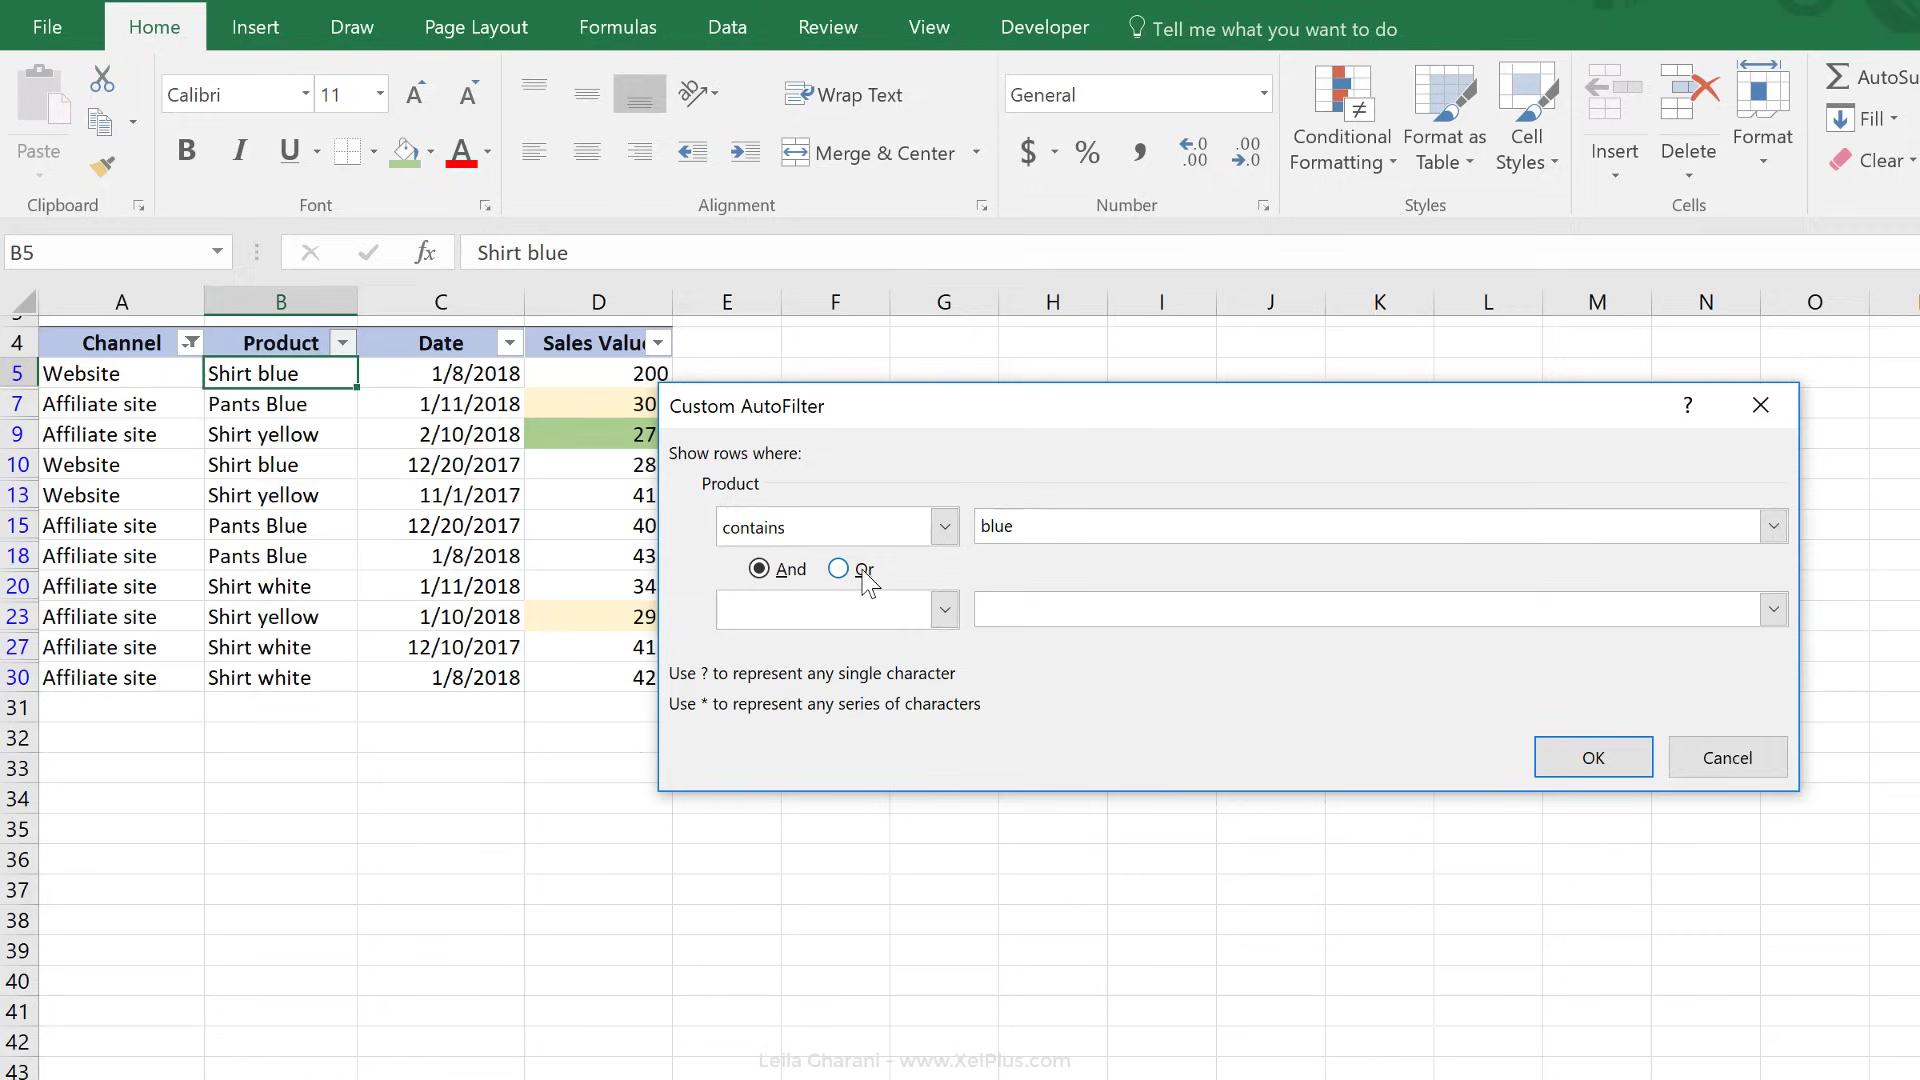 File Home Insert Draw Page Layout Formulas Data Review View Developer Tell me what you want to do
Calibri 11 Wrap Text General AutoSu
Paste B I U A Merge & Center $ % , Conditional Formatting Format as Table Cell Styles Insert Delete Format Fill Clear
Clipboard Font Alignment Number Styles Cells
B5 fx Shirt blue
A B C D E F G H I J K L M N O
4 Channel Product Date Sales Valu
5 Website Shirt blue 1/8/2018 200
7 Affiliate site Pants Blue 1/11/2018 30
9 Affiliate site Shirt yellow 2/10/2018 27
10 Website Shirt blue 12/20/2017 28
13 Website Shirt yellow 11/1/2017 41
15 Affiliate site Pants Blue 12/20/2017 40
18 Affiliate site Pants Blue 1/8/2018 43
20 Affiliate site Shirt white 1/11/2018 34
23 Affiliate site Shirt yellow 1/10/2018 29
27 Affiliate site Shirt white 12/10/2017 41
30 Affiliate site Shirt white 1/8/2018 42
31
32
33
34
35
36
37
38
39
40
41
42
43
Custom AutoFilter ?
Show rows where:
Product
contains blue
And Or
Use ? to represent any single character
Use * to represent any series of characters
OK Cancel
Leila Gharani - www.XelPlus.com